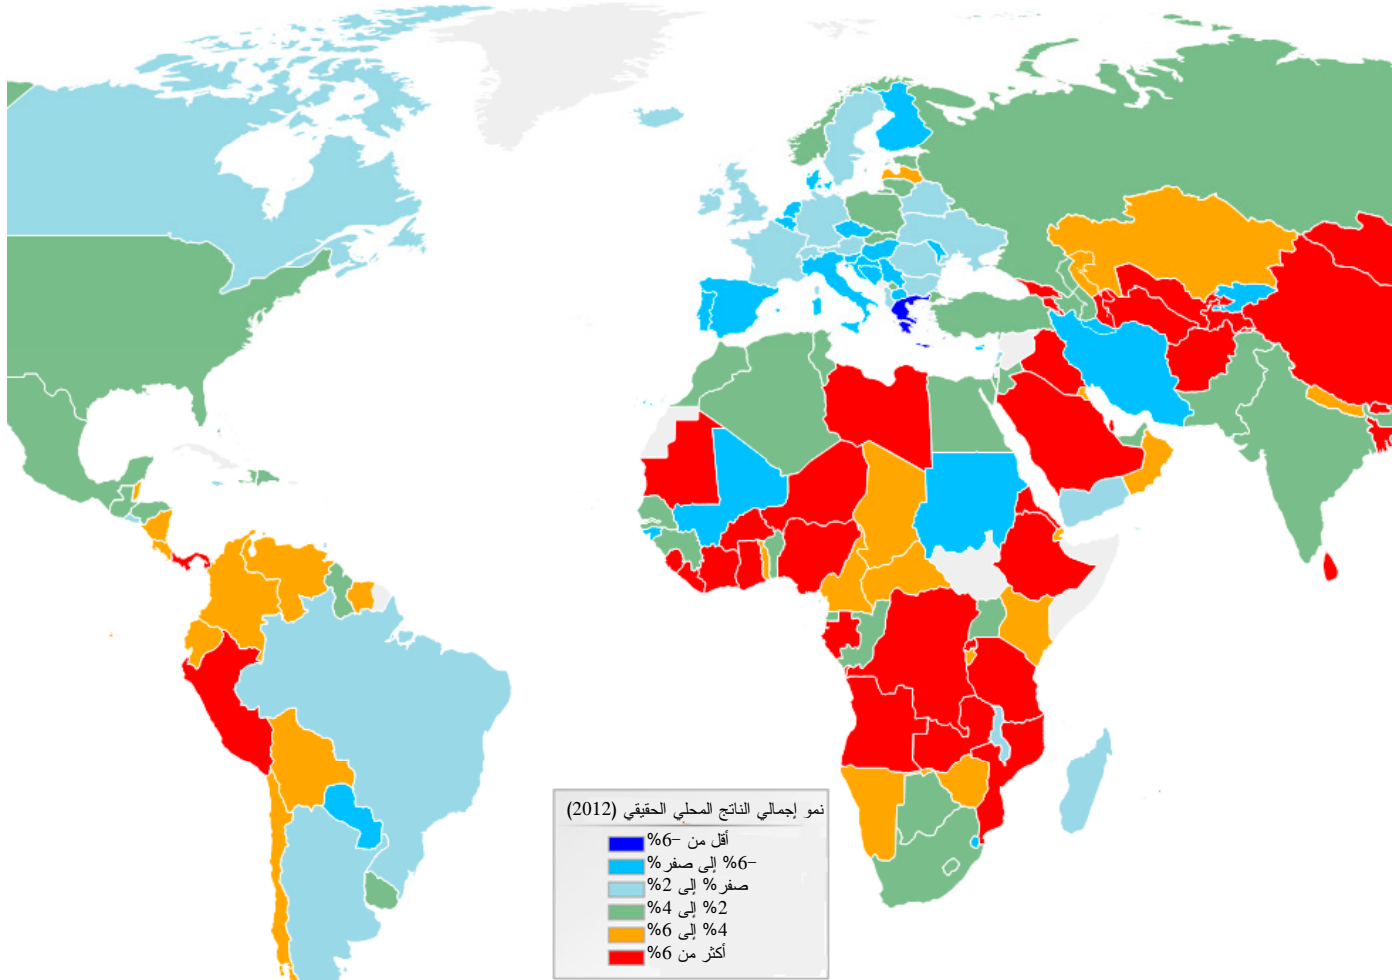 نمو إجمالي الناتج المحلي الحقيقي (2012)
أقل من −6%
−6% إلى صفر%
صفر% إلى 2%
2% إلى 4%
4% إلى 6%
أكثر من 6%